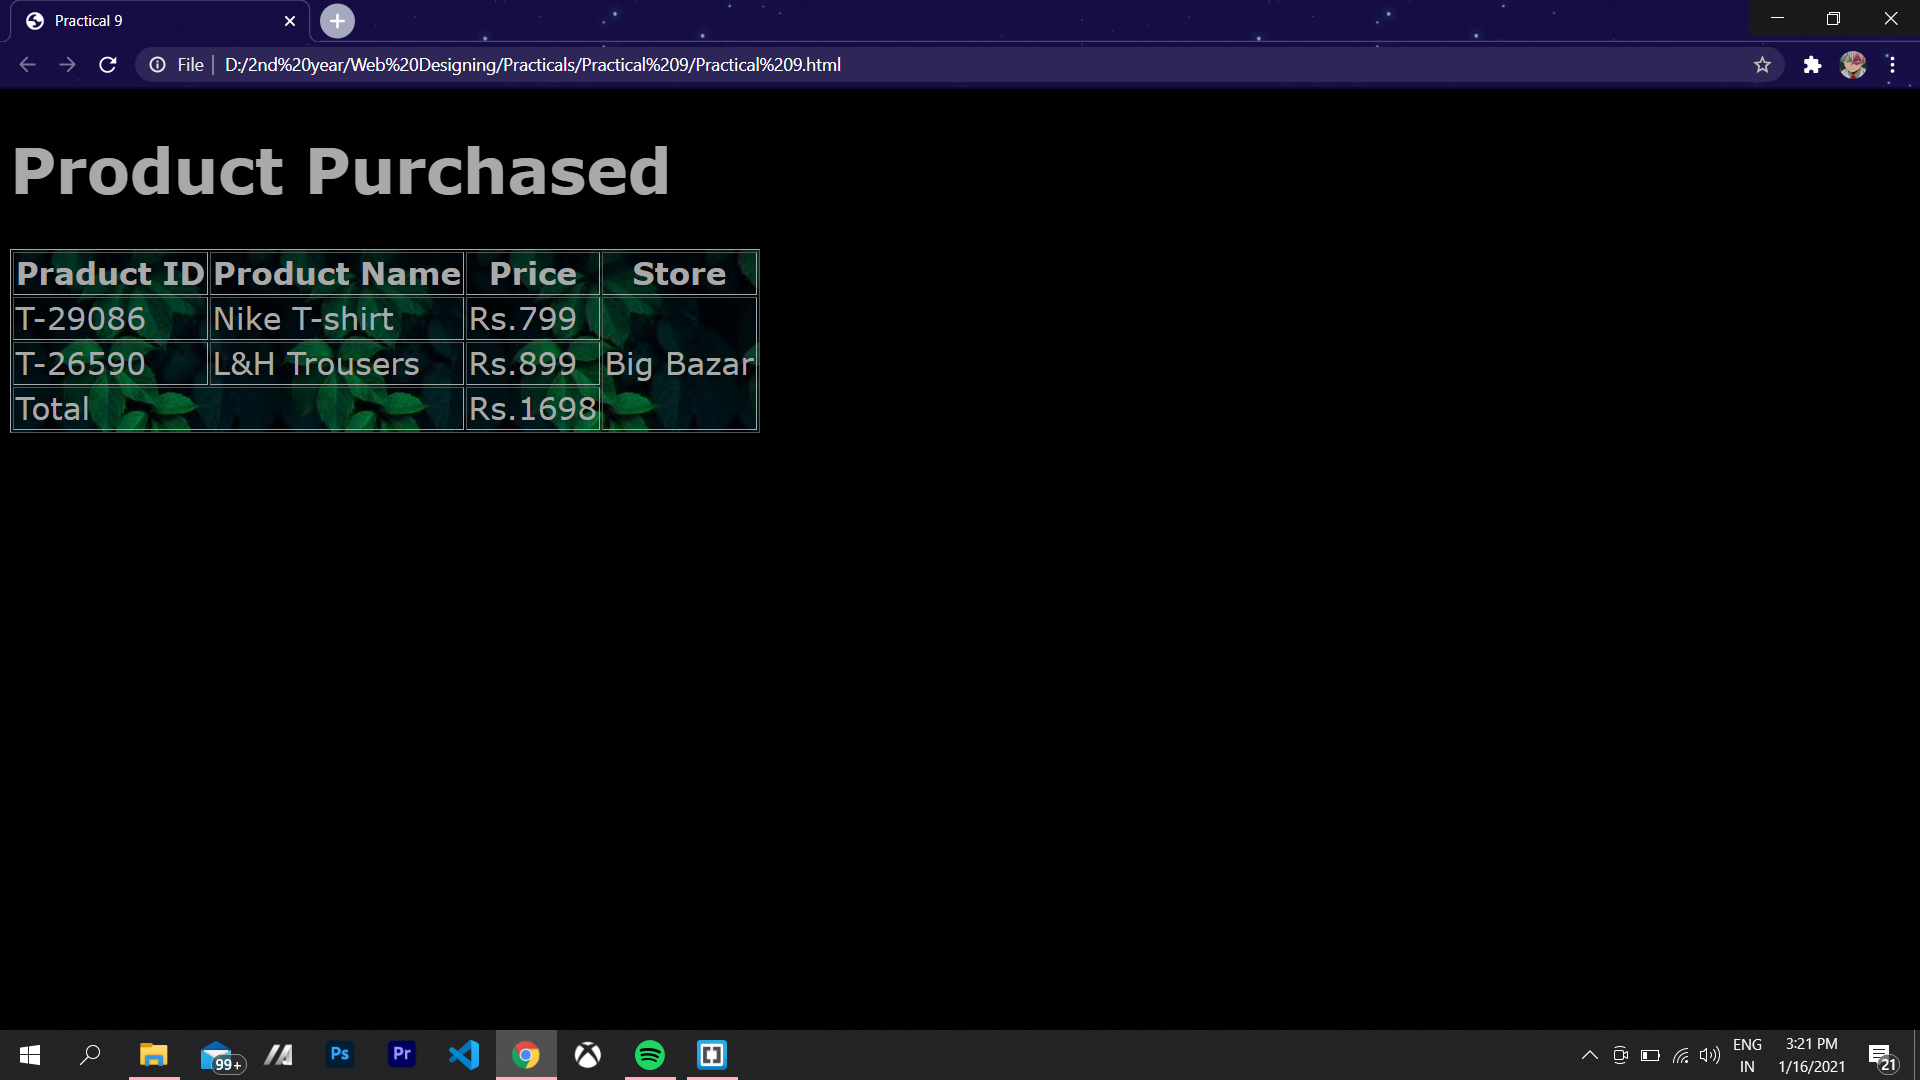 Practical 9
File | D:/2nd%20year/Web%20Designing/Practicals/Practical%209/Practical%209.html
Product Purchased
Praduct ID Product Name Price Store
T-29086 Nike T-shirt Rs.799
T-26590 L&H Trousers Rs.899 Big Bazar
Total Rs.1698
99+ Ps Pr
ENG 3:21 PM
IN 1/16/2021 21